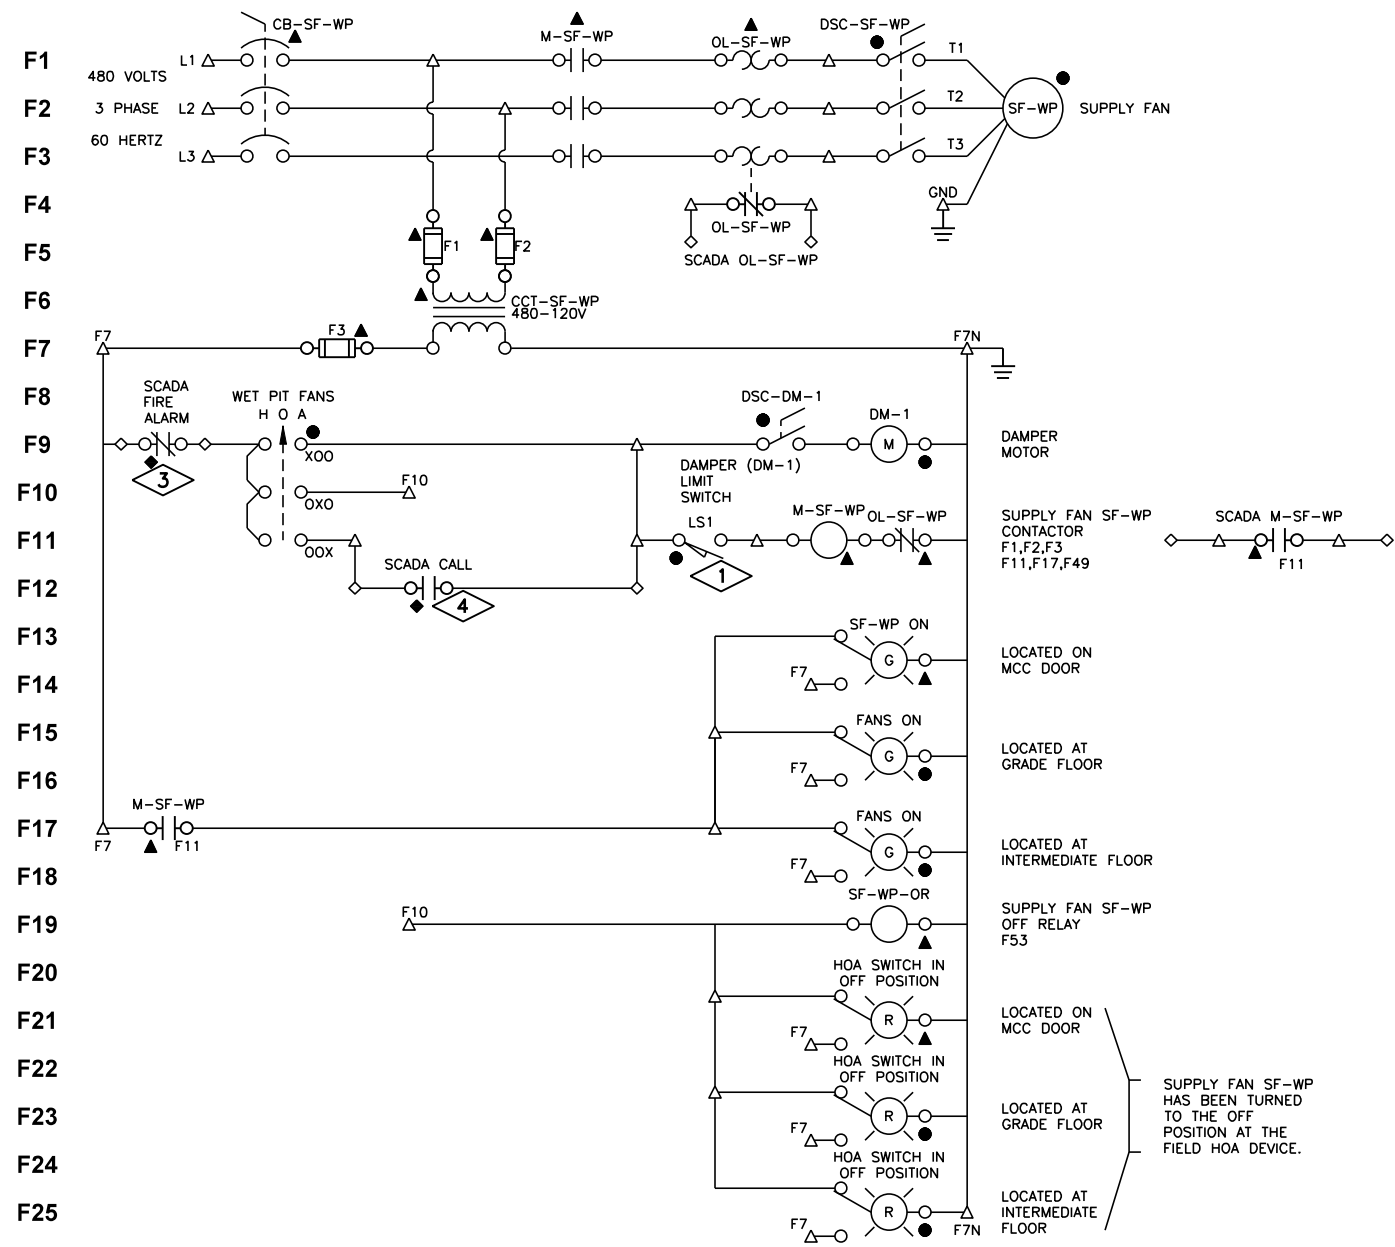 CB-SF-WP
M-SF-WP
OL-SF-WP
DSC-SF-WP
F1
L1
T1
480 VOLTS
F2
3 PHASE
L2
T2
SF-WP
SUPPLY FAN
60 HERTZ
F3
L3
T3
F4
GND
OL-SF-WP
F5
F1
F2
SCADA OL-SF-WP
F6
CCT-SF-WP
480-120V
F7
F7
F3
F7N
F8
SCADA
FIRE
ALARM
WET PIT FANS
H O A
DSC-DM-1
DM-1
F9
XOO
M
DAMPER
MOTOR
3
DAMPER (DM-1)
LIMIT
SWITCH
F10
OXO
F10
LS1
M-SF-WP
OL-SF-WP
F11
OOX
SUPPLY FAN SF-WP
CONTACTOR
F1,F2,F3
F11,F17,F49
SCADA M-SF-WP
F11
1
F12
SCADA CALL
4
F13
SF-WP ON
G
LOCATED ON
MCC DOOR
F14
F7
F15
FANS ON
G
LOCATED AT
GRADE FLOOR
F16
F7
F17
M-SF-WP
F7
F11
FANS ON
G
LOCATED AT
INTERMEDIATE FLOOR
F18
F7
F19
F10
SF-WP-OR
SUPPLY FAN SF-WP
OFF RELAY
F53
F20
HOA SWITCH IN
OFF POSITION
F21
R
LOCATED ON
MCC DOOR
F7
F22
HOA SWITCH IN
OFF POSITION
F23
R
LOCATED AT
GRADE FLOOR
F7
SUPPLY FAN SF-WP
HAS BEEN TURNED
TO THE OFF
POSITION AT THE
FIELD HOA DEVICE.
F24
HOA SWITCH IN
OFF POSITION
F25
R
LOCATED AT
INTERMEDIATE
FLOOR
F7
F7N